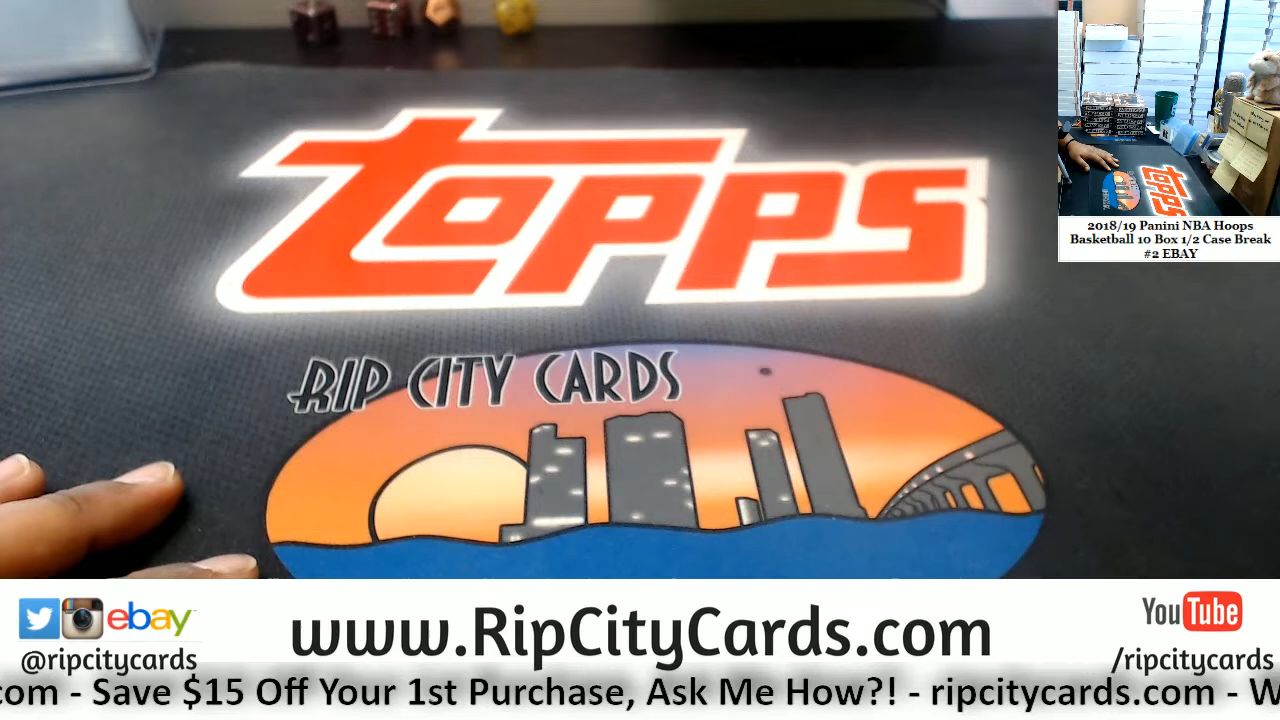 topps
RIP CITY CARDS
topps
2018/19 Panini NBA Hoops
Basketball 10 Box 1/2 Case Break
#2 EBAY
ebay
@ripcitycards
www.RipCityCards.com
YouTube
/ripcitycards
.com - Save $15 Off Your 1st Purchase, Ask Me How?! - ripcitycards.com - W